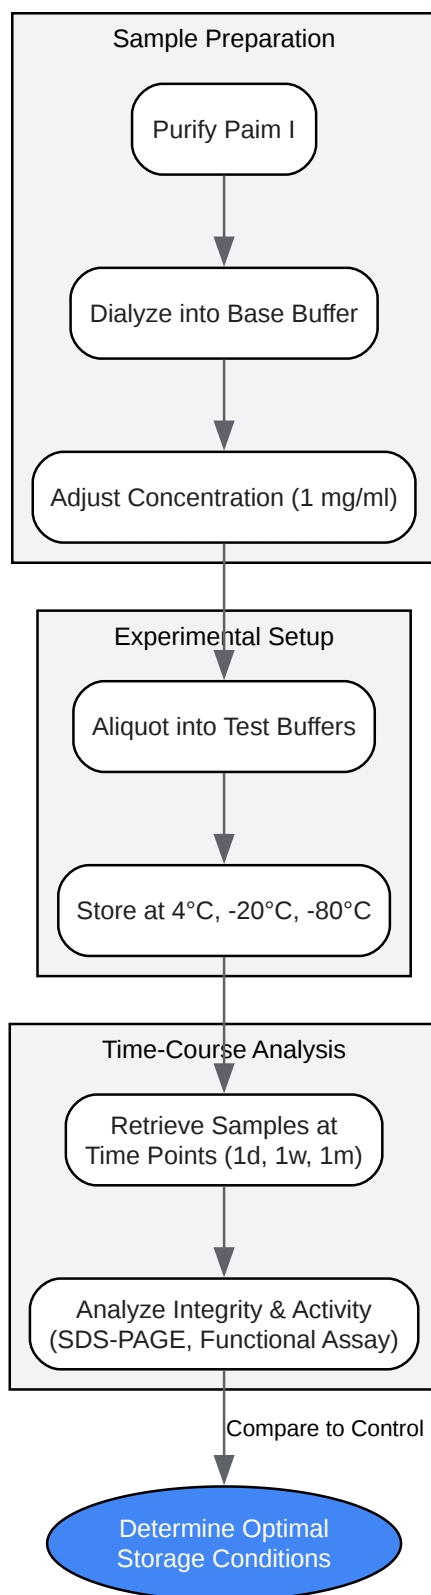 Sample Preparation
Purify Paim I
Dialyze into Base Buffer
Adjust Concentration (1 mg/ml)
Experimental Setup
Aliquot into Test Buffers
Store at 4°C, -20°C, -80°C
Time-Course Analysis
Retrieve Samples at
Time Points (1d, 1w, 1m)
Analyze Integrity & Activity
(SDS-PAGE, Functional Assay)
Compare to Control
Determine Optimal
Storage Conditions